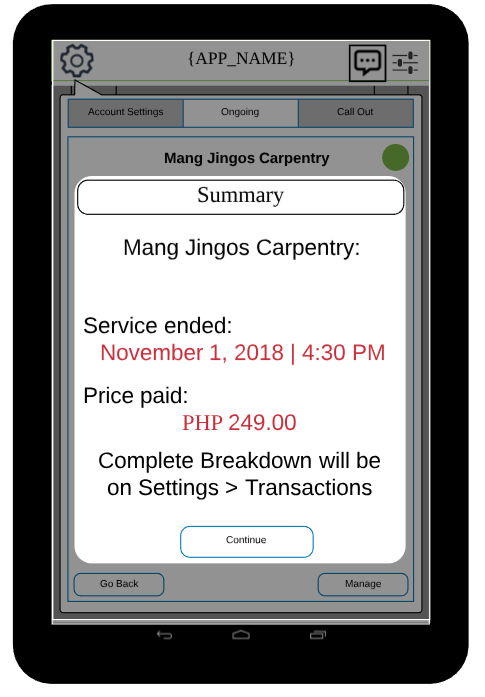 {APP_NAME}
Account Settings
Ongoing
Call Out
Mang Jingos Carpentry
Summary
Mang Jingos Carpentry:
Service ended:
November 1, 2018 | 4:30 PM
Price paid:
PHP 249.00
Complete Breakdown will be
on Settings > Transactions
Continue
Go Back
Manage